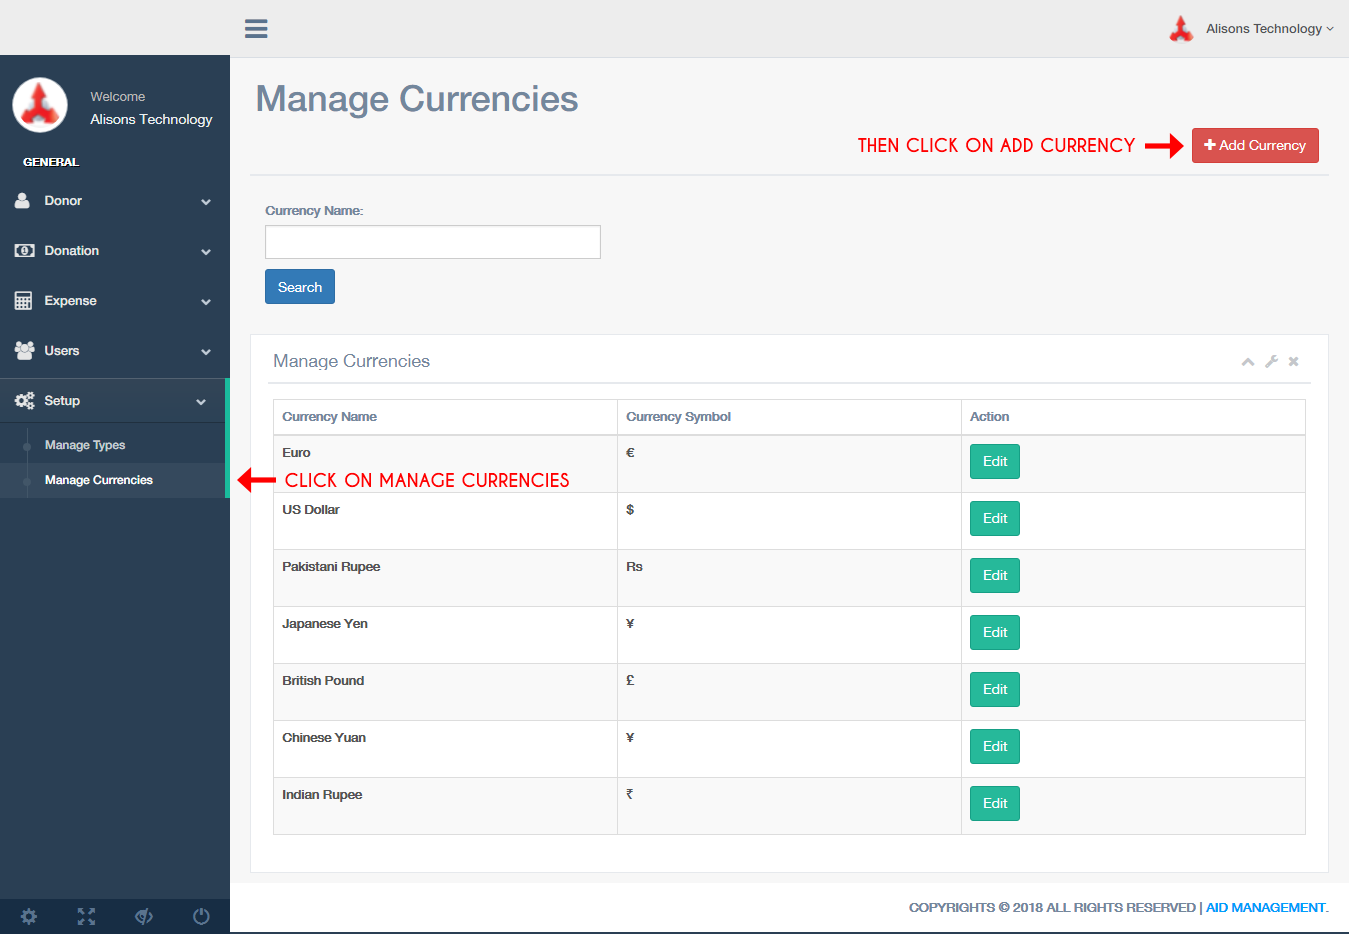 Alisons Technology
Welcome
Alisons Technology
GENERAL
Donor
Donation
Expense
Users
Setup
Manage Types
Manage Currencies
Manage Currencies
THEN CLICK ON ADD CURRENCY
Add Currency
Currency Name:
Search
Manage Currencies
Currency Name Currency Symbol Action
Euro € Edit
CLICK ON MANAGE CURRENCIES
US Dollar $ Edit
Pakistani Rupee Rs Edit
Japanese Yen ¥ Edit
British Pound £ Edit
Chinese Yuan ¥ Edit
Indian Rupee ₹ Edit
COPYRIGHTS © 2018 ALL RIGHTS RESERVED | AID MANAGEMENT.